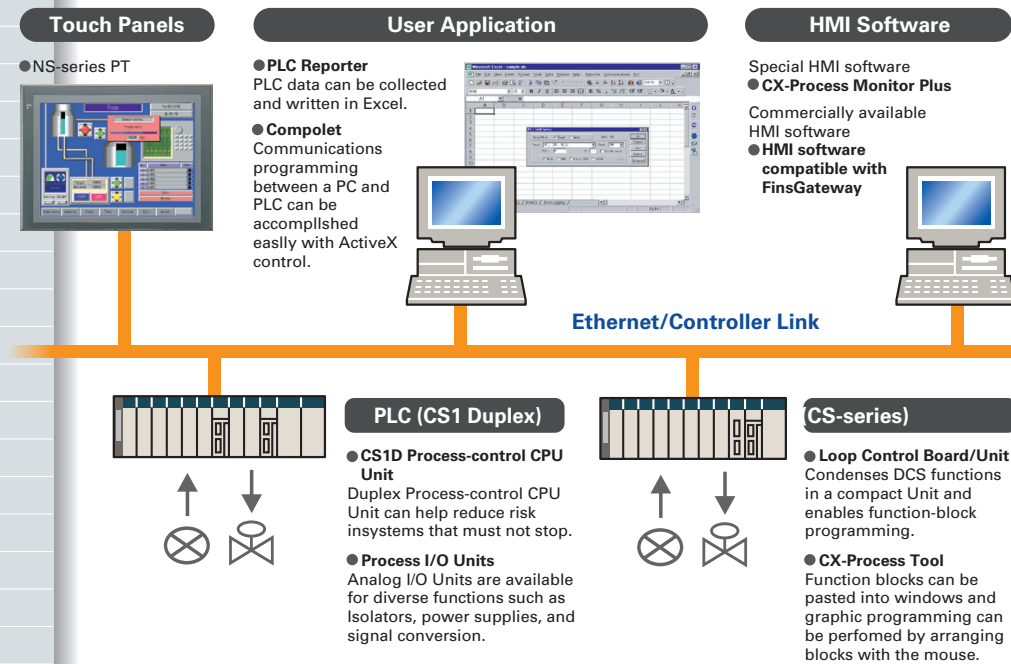 Touch Panels
User Application
HMI Software
●NS-series PT
●PLC Reporter
PLC data can be collected
and written in Excel.
●Compolet
Communications
programming
between a PC and
PLC can be
accompllshed
easlly with ActiveX
control.
Special HMI software
●CX-Process Monitor Plus
Commercially available
HMI software
●HMI software
compatible with
FinsGateway
Ethernet/Controller Link
PLC (CS1 Duplex)
●CS1D Process-control CPU
Unit
Duplex Process-control CPU
Unit can help reduce risk
insystems that must not stop.
●Process I/O Units
Analog I/O Units are available
for diverse functions such as
Isolators, power supplies, and
signal conversion.
(CS-series)
●Loop Control Board/Unit
Condenses DCS functions
in a compact Unit and
enables function-block
programming.
●CX-Process Tool
Function blocks can be
pasted into windows and
graphic programming can
be perfomed by arranging
blocks with the mouse.